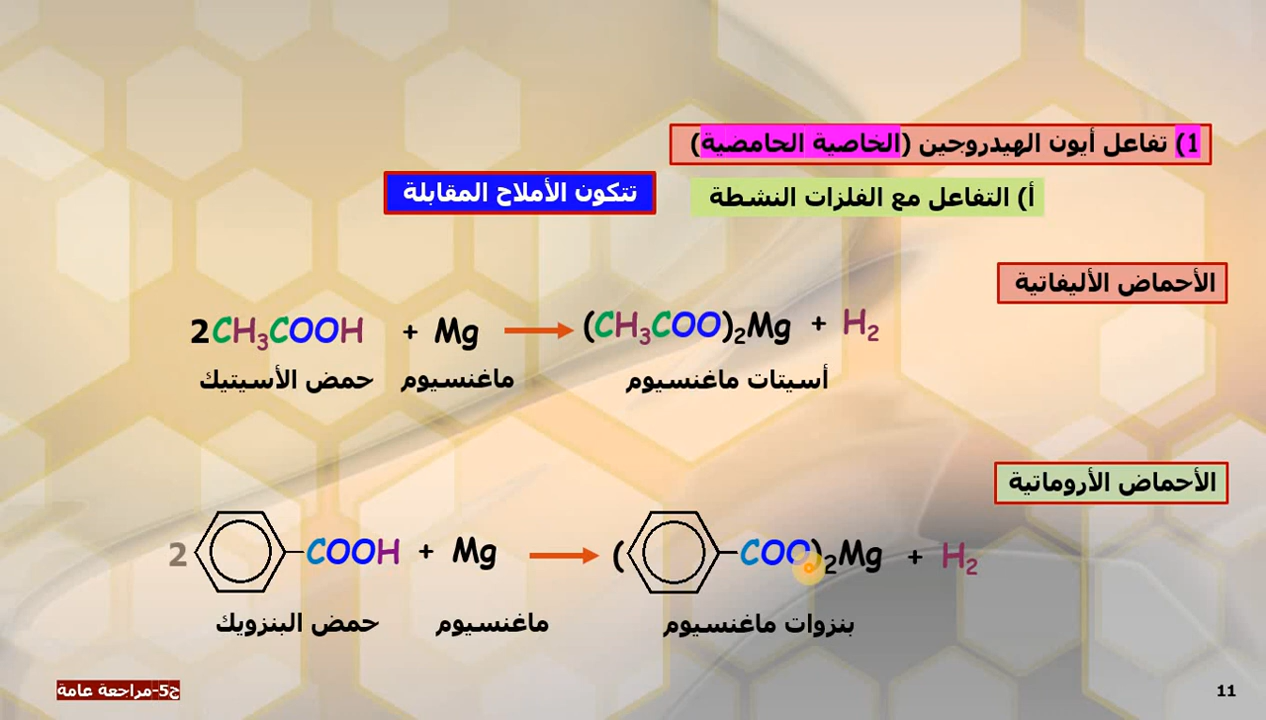 1) تفاعل أيون الهيدروجين (الخاصية الحامضية)
أ) التفاعل مع الفلزات النشطة
تتكون الأملاح المقابلة
الأحماض الأليفاتية
2CH₃COOH + Mg → (CH₃COO)₂Mg + H₂
حمض الأسيتيك
ماغنسيوم
أسيتات ماغنسيوم
الأحماض الأروماتية
2 COOH + Mg → ( COO)₂Mg + H₂
حمض البنزويك
ماغنسيوم
بنزوات ماغنسيوم
ج5-مراجعة عامة
11